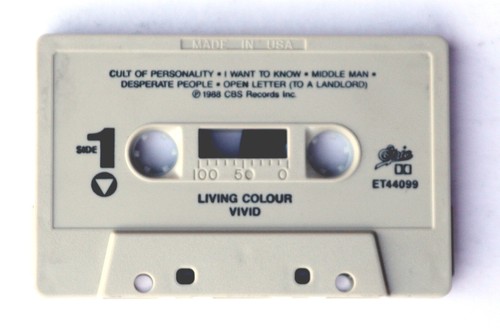 MADE IN USA
CULT OF PERSONALITY • I WANT TO KNOW • MIDDLE MAN •
DESPERATE PEOPLE • OPEN LETTER (TO A LANDLORD)
℗ 1988 CBS Records Inc.
SIDE 1
100 50 0
Epic
ET44099
LIVING COLOUR
VIVID